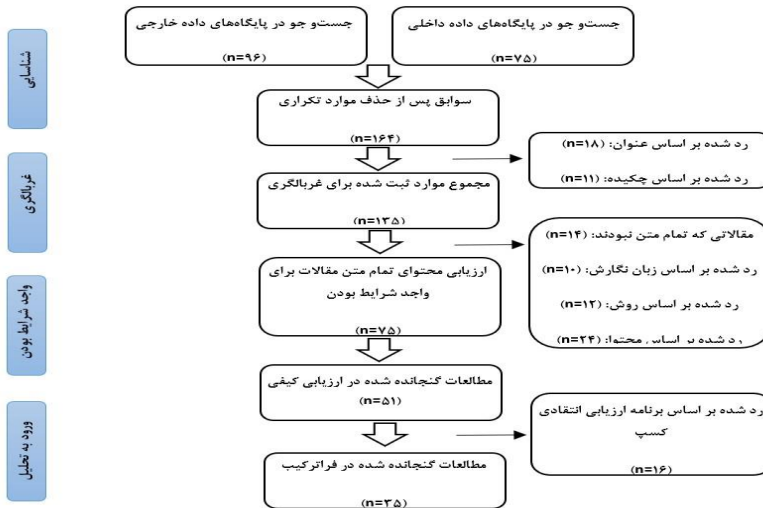 جست‌و جو در پایگاه‌های داده داخلی
(n=۷۵)
جست‌و جو در پایگاه‌های داده خارجی
(n=۹۶)
شناسایی
سوابق پس از حذف موارد تکراری
(n=۱۶۴)
رد شده بر اساس عنوان: (n=۱۸)
رد شده بر اساس چکیده: (n=۱۱)
غربالگری
مجموع موارد ثبت شده برای غربالگری
(n=۱۳۵)
مقالاتی که تمام متن نبودند: (n=۱۴)
رد شده بر اساس زبان نگارش: (n=۱۰)
رد شده بر اساس روش: (n=۱۲)
رد شده بر اساس محتوا: (n=۲۴)
واجد شرایط بودن
ارزیابی محتوای تمام متن مقالات برای
واجد شرایط بودن
(n=۷۵)
مطالعات گنجانده شده در ارزیابی کیفی
(n=۵۱)
رد شده بر اساس برنامه ارزیابی انتقادی
کسپ
(n=۱۶)
ورود به تحلیل
مطالعات گنجانده شده در فراترکیب
(n=۳۵)